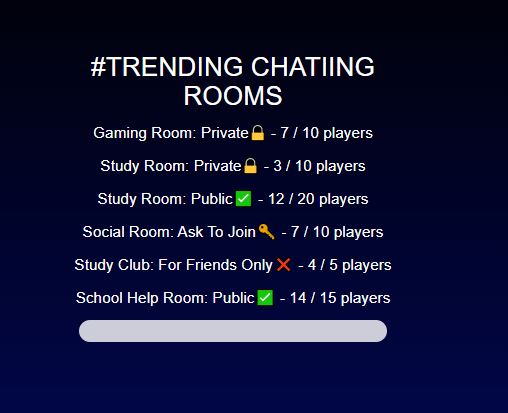 #TRENDING CHATIING
ROOMS
Gaming Room: Private🔒 - 7 / 10 players
Study Room: Private🔒 - 3 / 10 players
Study Room: Public✅ - 12 / 20 players
Social Room: Ask To Join🔑 - 7 / 10 players
Study Club: For Friends Only❌ - 4 / 5 players
School Help Room: Public✅ - 14 / 15 players